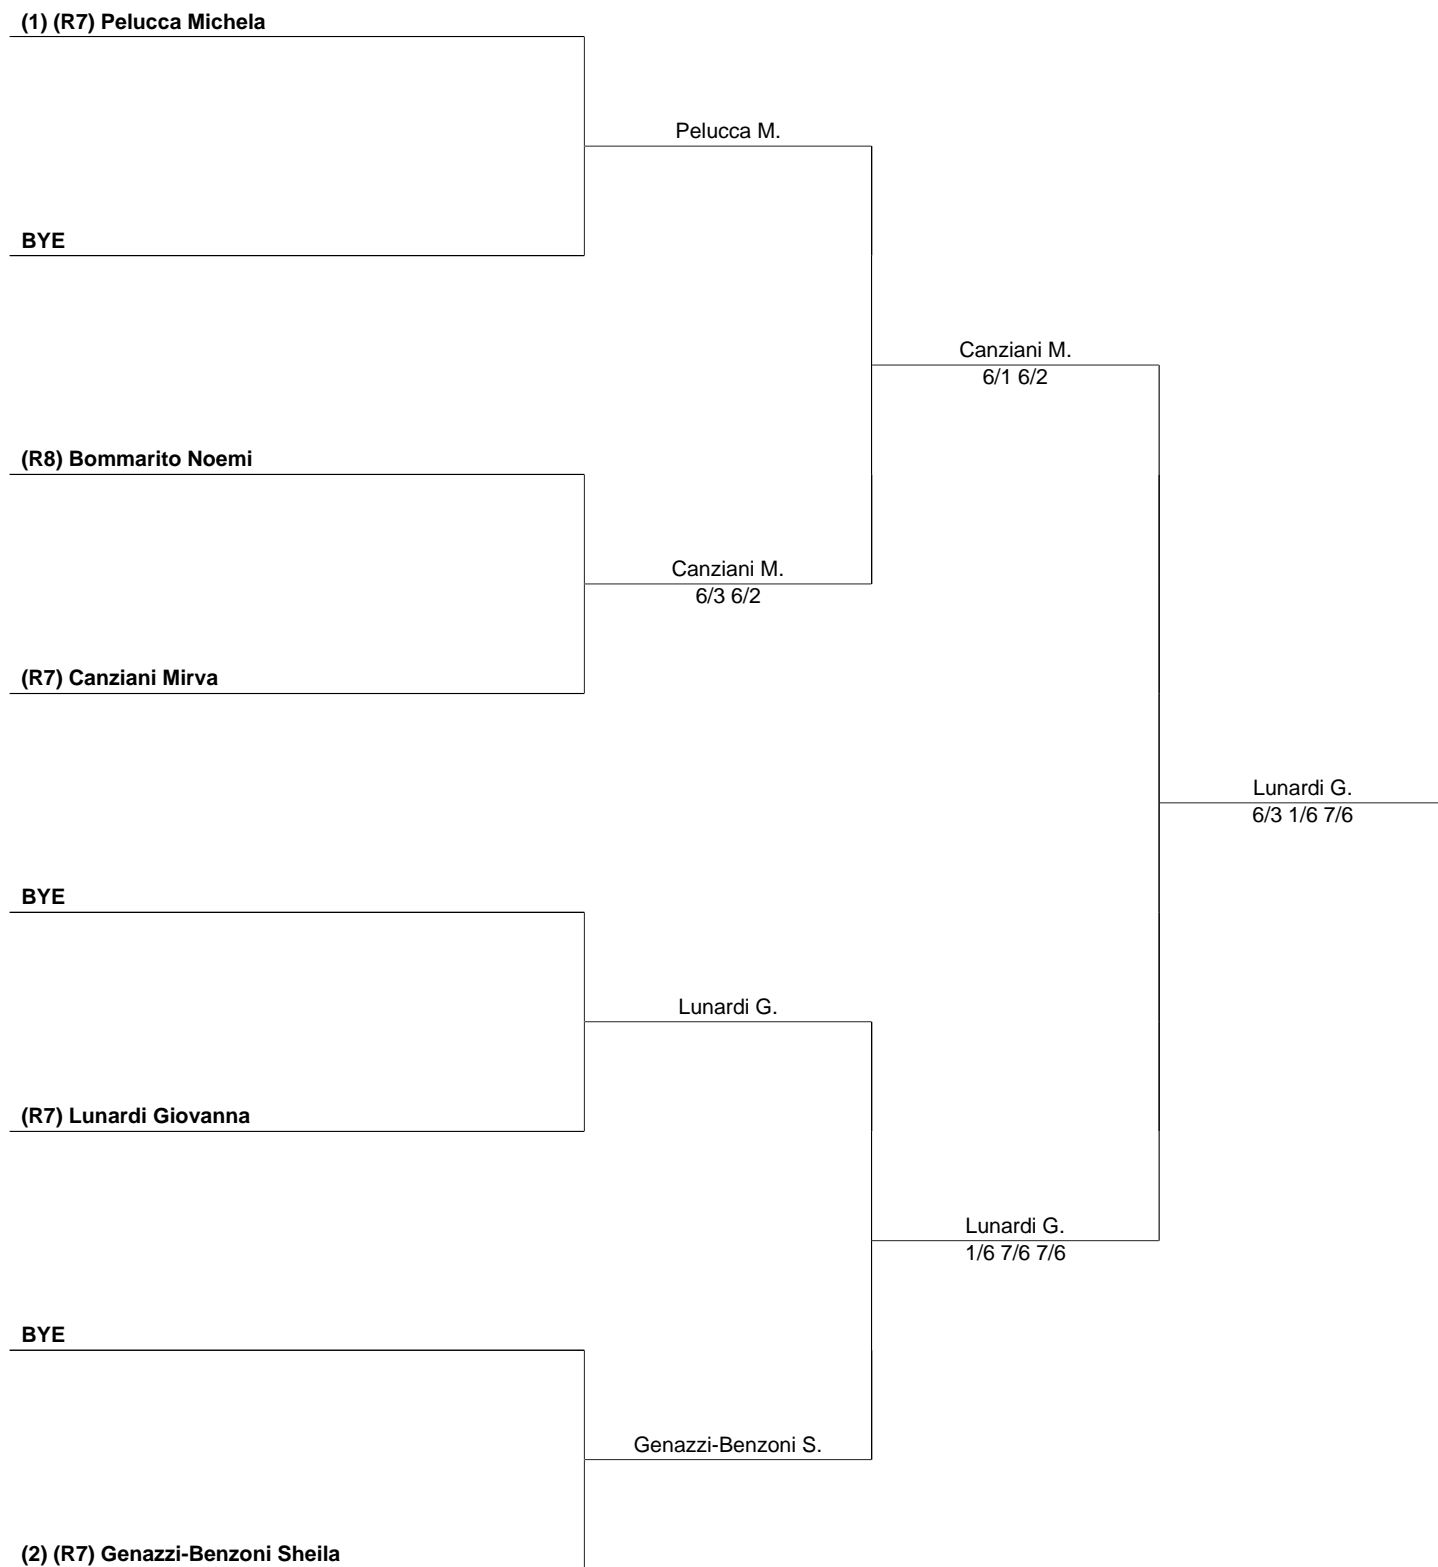 (1) (R7) Pelucca Michela
Pelucca M.
BYE
Canziani M.
6/1 6/2
(R8) Bommarito Noemi
Canziani M.
6/3 6/2
(R7) Canziani Mirva
Lunardi G.
6/3 1/6 7/6
BYE
Lunardi G.
(R7) Lunardi Giovanna
Lunardi G.
1/6 7/6 7/6
BYE
Genazzi-Benzoni S.
(2) (R7) Genazzi-Benzoni Sheila